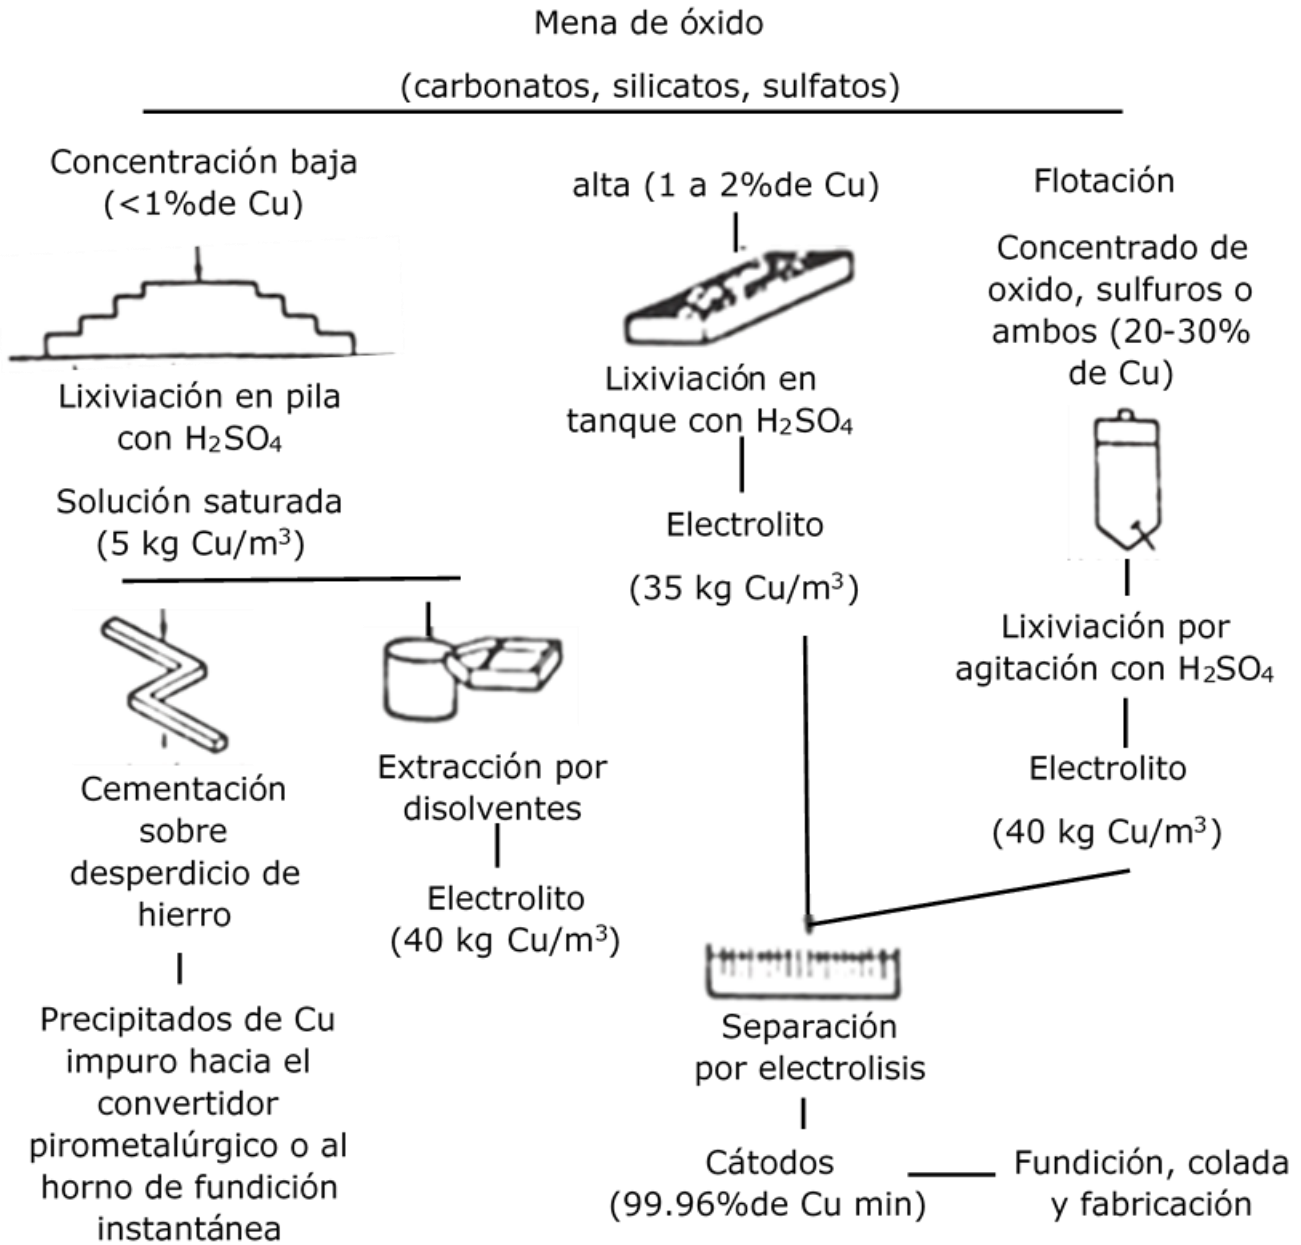 Mena de óxido
(carbonatos, silicatos, sulfatos)
Concentración baja
(<1%de Cu)
Lixiviación en pila
con H₂SO₄
Solución saturada
(5 kg Cu/m³)
Cementación
sobre
desperdicio de
hierro
Precipitados de Cu
impuro hacia el
convertidor
pirometalúrgico o al
horno de fundición
instantánea
Extracción por
disolventes
Electrolito
(40 kg Cu/m³)
alta (1 a 2%de Cu)
Lixiviación en
tanque con H₂SO₄
Electrolito
(35 kg Cu/m³)
Flotación
Concentrado de
oxido, sulfuros o
ambos (20-30%
de Cu)
Lixiviación por
agitación con H₂SO₄
Electrolito
(40 kg Cu/m³)
Separación
por electrolisis
Cátodos
(99.96%de Cu min)
Fundición, colada
y fabricación